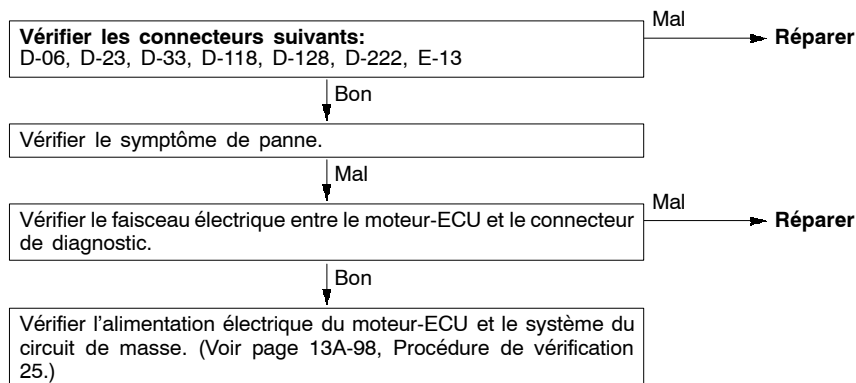 Vérifier les connecteurs suivants:
D-06, D-23, D-33, D-118, D-128, D-222, E-13
Mal
Réparer
Bon
Vérifier le symptôme de panne.
Mal
Vérifier le faisceau électrique entre le moteur-ECU et le connecteur
de diagnostic.
Mal
Réparer
Bon
Vérifier l'alimentation électrique du moteur-ECU et le système du
circuit de masse. (Voir page 13A-98, Procédure de vérification
25.)